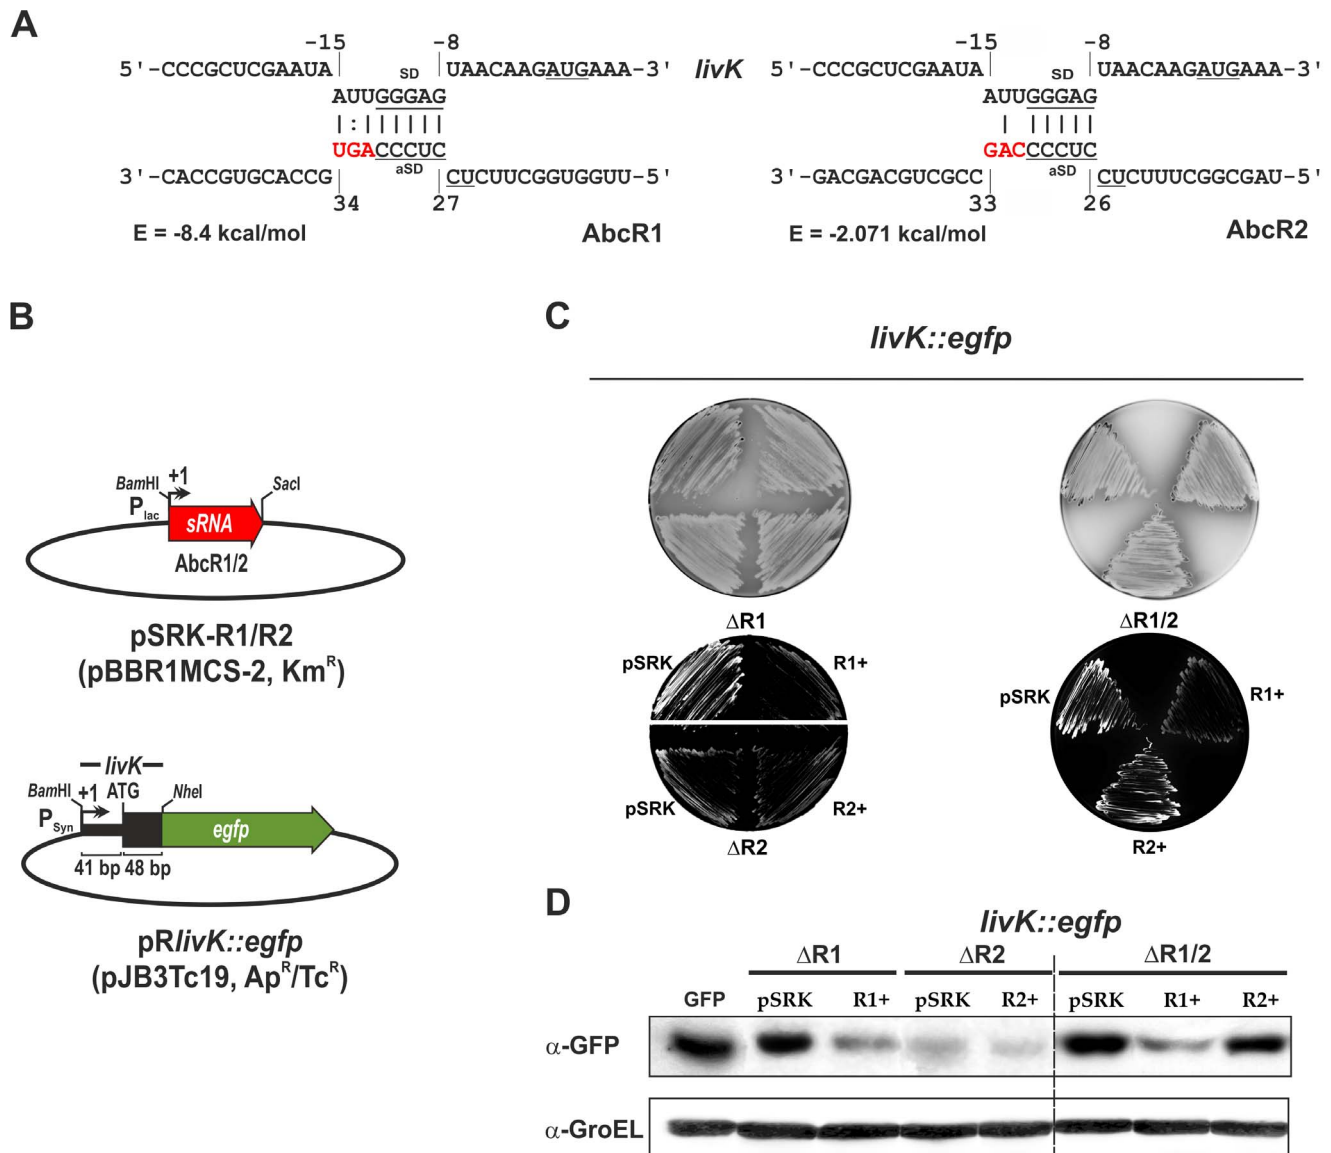 A
-15 -8 -15 -8
5'-CCCGCUCGAAUA UAACAAGAUGAAA-3' livK 5'-CCCGCUCGAAUA UAACAAGAUGAAA-3'
SD SD
AUUGGGAG AUUGGGAG
|:|||||| | |||||
UGACCCUC GACCCCUC
aSD aSD
3'-CACCGUGCACCG CUCUUCGGUGGUU-5' 3'-GACGACGUCGCC CUCUUUCGGCGAU-5'
34 27 33 26
E = -8.4 kcal/mol AbcR1 E = -2.071 kcal/mol AbcR2
B
BamHI +1 SacI
Plac
sRNA
AbcR1/2
pSRK-R1/R2
(pBBR1MCS-2, KmR)
livK
BamHI +1 ATG NheI
PSyn
egfp
41 bp 48 bp
pRlivK::egfp
(pJB3Tc19, ApR/TcR)
C
livK::egfp
ΔR1 ΔR1/2
pSRK R1+ pSRK R1+
pSRK R2+
ΔR2 R2+
D
livK::egfp
ΔR1 ΔR2 ΔR1/2
GFP pSRK R1+ pSRK R2+ pSRK R1+ R2+
α-GFP
α-GroEL